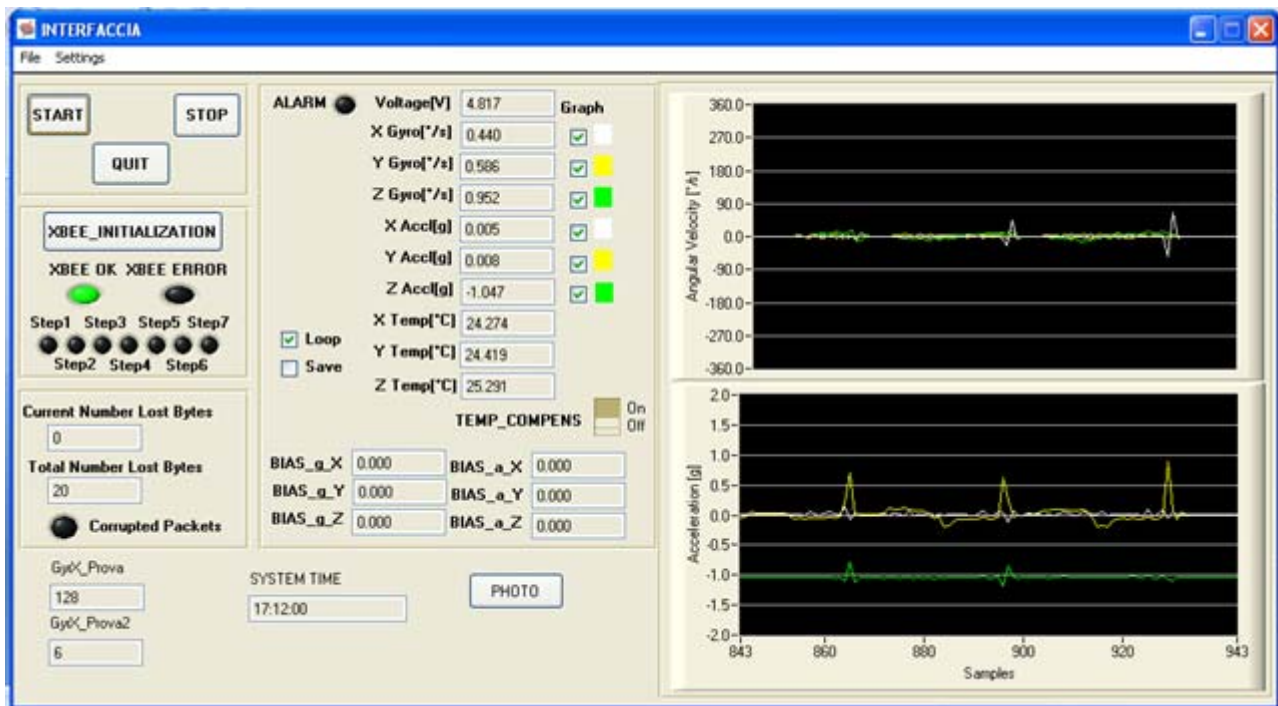 INTERFACCIA
File Settings
START
STOP
QUIT
XBEE_INITIALIZATION
XBEE OK XBEE ERROR
Step1 Step3 Step5 Step7
Step2 Step4 Step6
Current Number Lost Bytes
0
Total Number Lost Bytes
20
Corrupted Packets
GyrX_Prova
128
GyrX_Prova2
6
ALARM
Voltage[V] 4.817 Graph
X Gyro[°/s] 0.440
Y Gyro[°/s] 0.586
Z Gyro[°/s] 0.952
X Accl[g] 0.005
Y Accl[g] 0.008
Z Accl[g] -1.047
X Temp[°C] 24.274
Y Temp[°C] 24.419
Z Temp[°C] 25.291
Loop
Save
TEMP_COMPENS On
Off
BIAS_g_X 0.000 BIAS_a_X 0.000
BIAS_g_Y 0.000 BIAS_a_Y 0.000
BIAS_g_Z 0.000 BIAS_a_Z 0.000
SYSTEM TIME
17:12:00
PHOTO
Angular Velocity [°/s]
360.0
270.0
180.0
90.0
0.0
-90.0
-180.0
-270.0
-360.0
Acceleration [g]
2.0
1.5
1.0
0.5
0.0
-0.5
-1.0
-1.5
-2.0
843 860 880 900 920 943
Samples